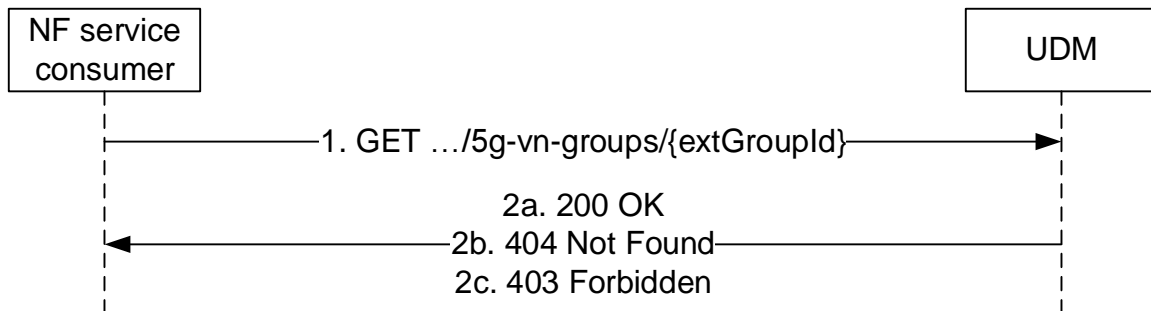 NF service
consumer
UDM
1. GET …/5g-vn-groups/{extGroupId}
2a. 200 OK
2b. 404 Not Found
2c. 403 Forbidden